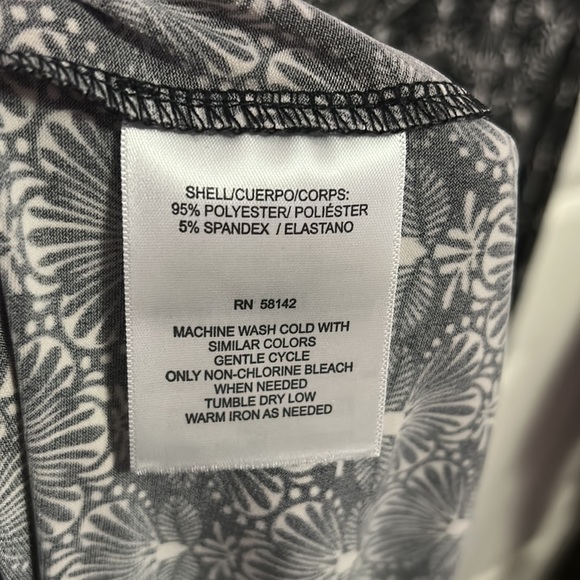 SHELL/CUERPO/CORPS:
95% POLYESTER/ POLIÉSTER
5% SPANDEX / ELASTANO
RN 58142
MACHINE WASH COLD WITH
SIMILAR COLORS
GENTLE CYCLE
ONLY NON-CHLORINE BLEACH
WHEN NEEDED
TUMBLE DRY LOW
WARM IRON AS NEEDED